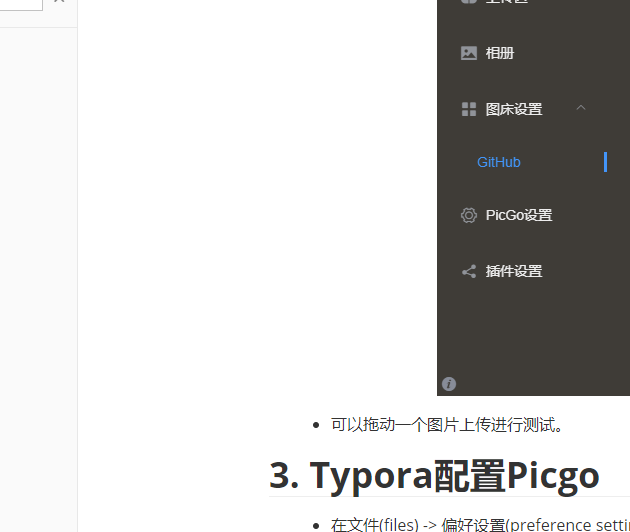 相册
图床设置
GitHub
PicGo设置
插件设置
可以拖动一个图片上传进行测试。
3. Typora配置Picgo
在文件(files) -> 偏好设置(preference setti